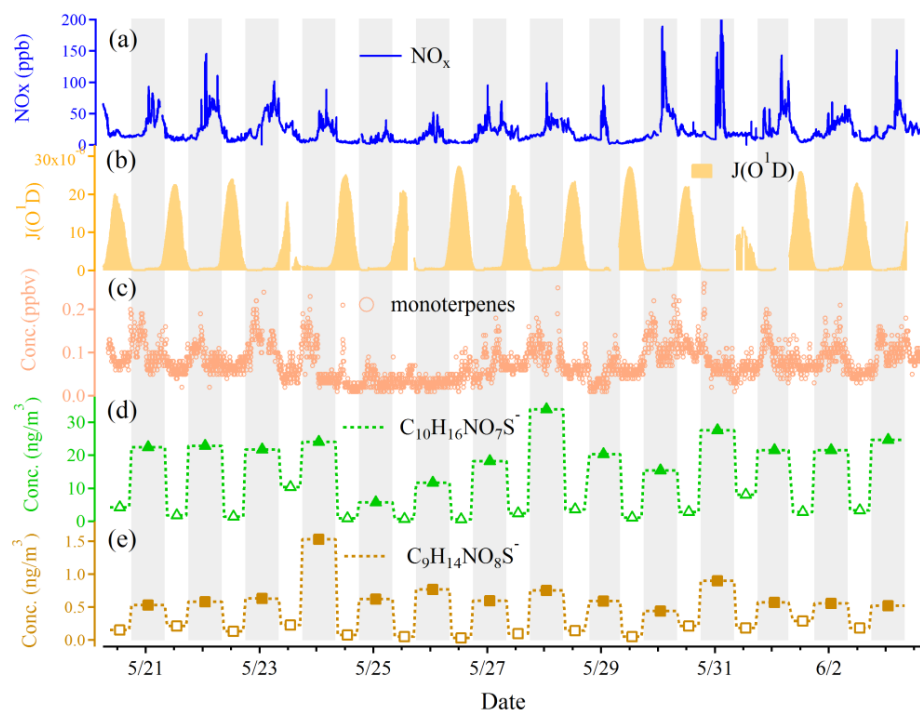 (a)
NOx (ppb)
200
150
100
50
0
NOx
(b)
J(O¹D)
30x10
20
10
0
J(O¹D)
(c)
Conc.(ppbv)
0.2
0.1
0.0
monoterpenes
(d)
Conc. (ng/m³)
30
20
10
0
C₁₀H₁₆NO₇S⁻
(e)
Conc. (ng/m³)
1.5
1.0
0.5
0.0
C₉H₁₄NO₈S⁻
5/21 5/23 5/25 5/27 5/29 5/31 6/2
Date